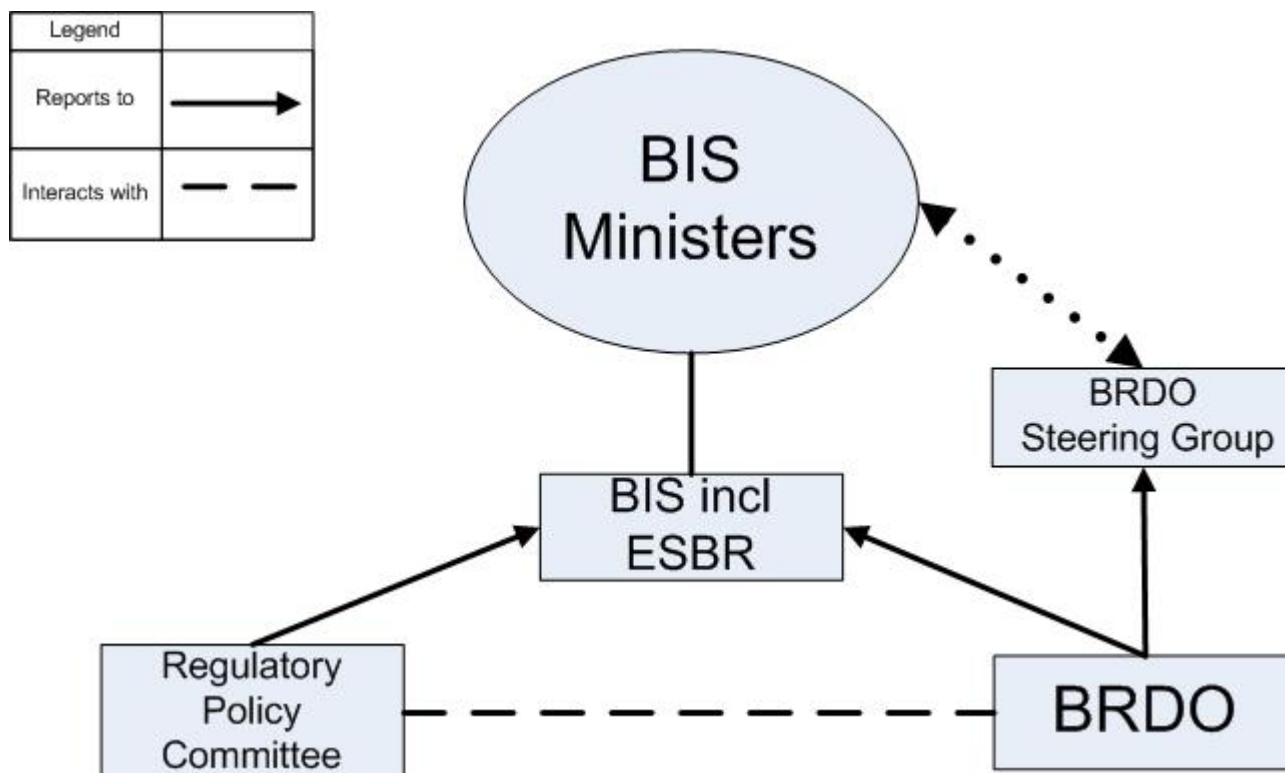 Legend
Reports to
Interacts with
BIS
Ministers
BRDO
Steering Group
BIS incl
ESBR
Regulatory
Policy
Committee
BRDO